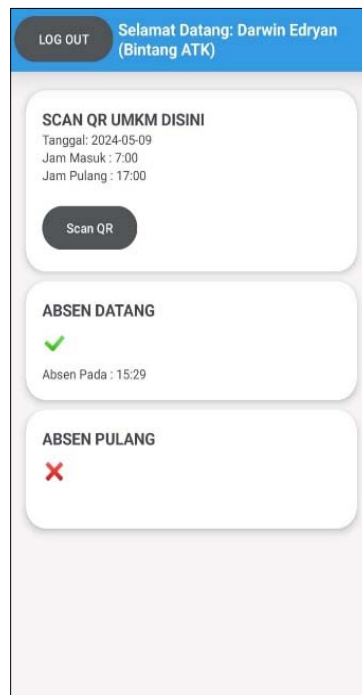 LOG OUT
Selamat Datang: Darwin Edryan
(Bintang ATK)
SCAN QR UMKM DISINI
Tanggal: 2024-05-09
Jam Masuk : 7:00
Jam Pulang : 17:00
Scan QR
ABSEN DATANG
Absen Pada : 15:29
ABSEN PULANG